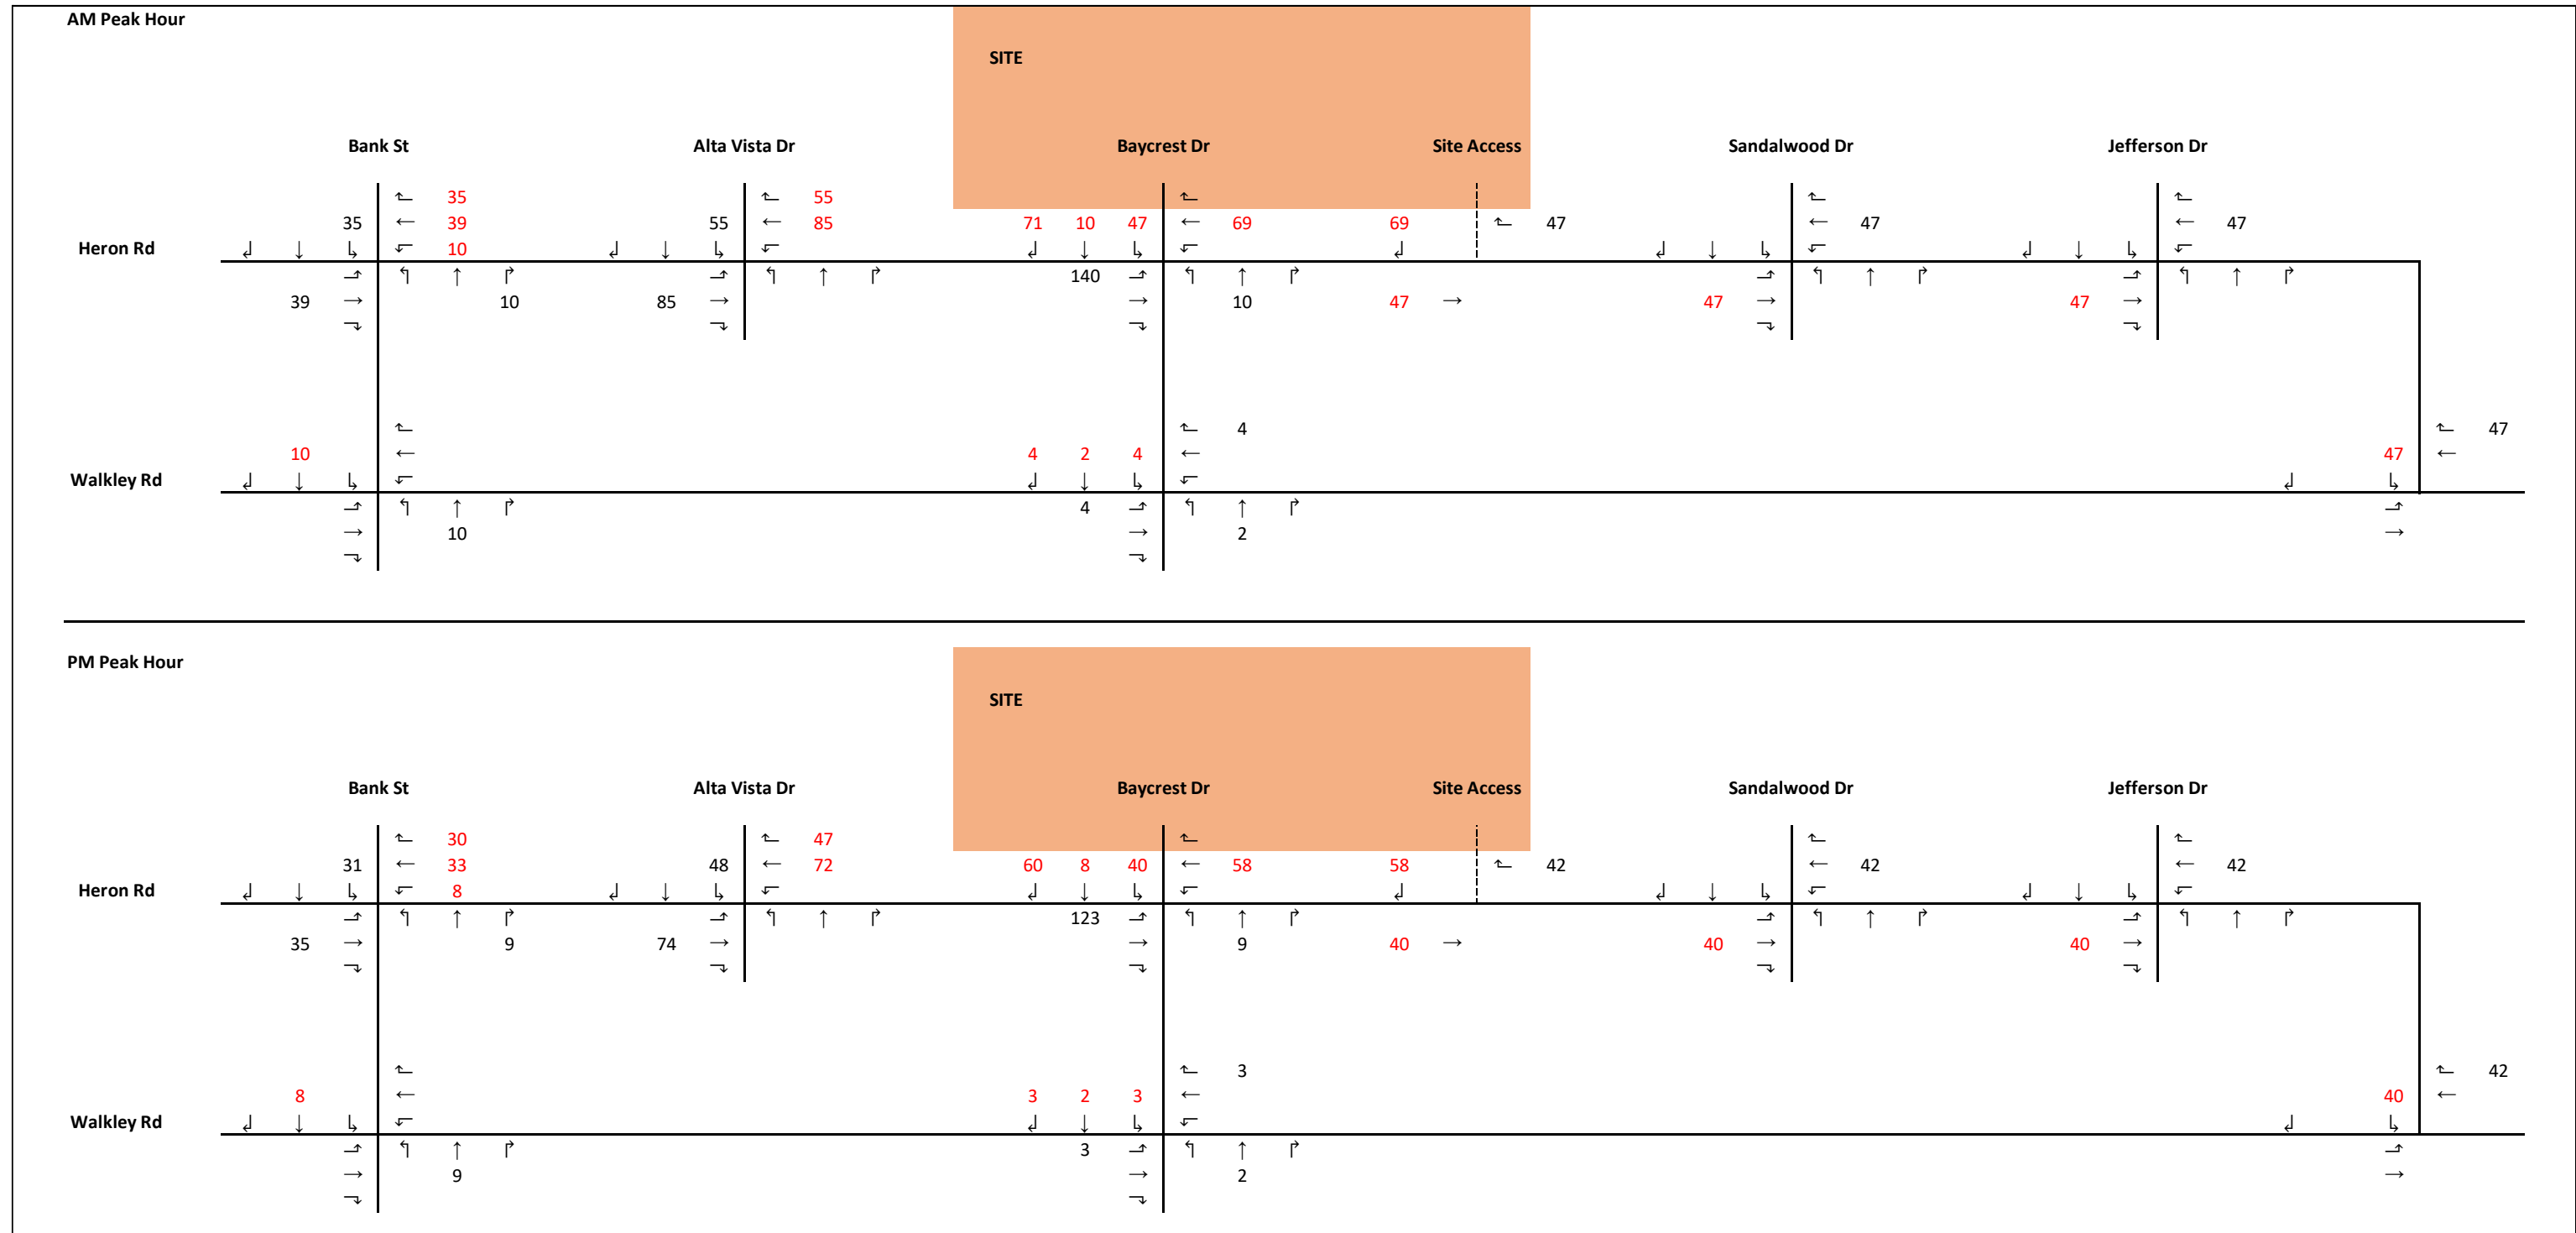 AM Peak Hour
SITE
Bank St Alta Vista Dr Baycrest Dr Site Access Sandalwood Dr Jefferson Dr
35 55
35 39 55 85 71 10 47 69 69 47 47 47
Heron Rd 10
140
39 10 85 10 47 47 47
4 47
10 4 2 4 47
Walkley Rd
4
10 2
PM Peak Hour
SITE
Bank St Alta Vista Dr Baycrest Dr Site Access Sandalwood Dr Jefferson Dr
30 47
31 33 48 72 60 8 40 58 58 42 42 42
Heron Rd 8
123
35 9 74 9 40 40 40
3 42
8 3 2 3 40
Walkley Rd
3
9 2